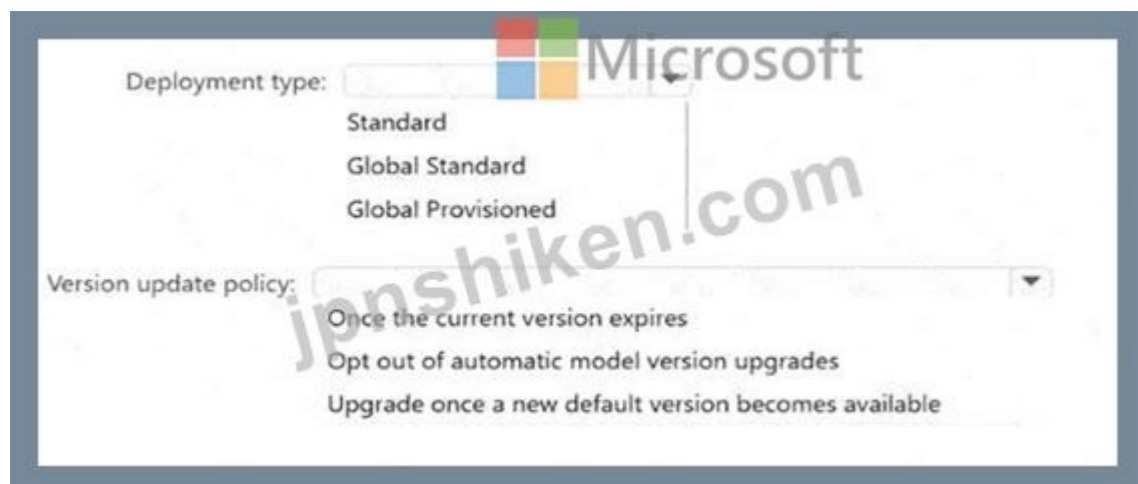 Microsoft
Deployment type:
Standard
Global Standard
Global Provisioned
jpnshiken.com
Version update policy:
Once the current version expires
Opt out of automatic model version upgrades
Upgrade once a new default version becomes available